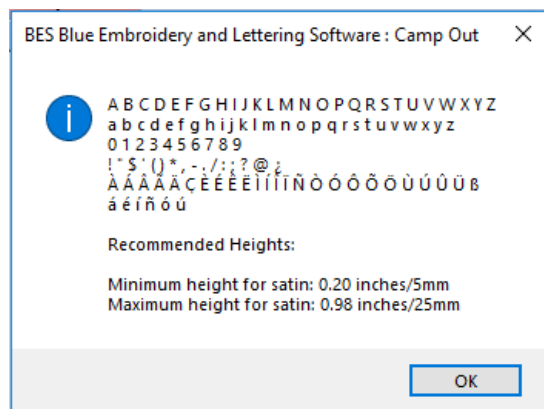 BES Blue Embroidery and Lettering Software : Camp Out
A B C D E F G H I J K L M N O P Q R S T U V W X Y Z
a b c d e f g h i j k l m n o p q r s t u v w x y z
0 1 2 3 4 5 6 7 8 9
! " $ ' ( ) * , - . / : ; ? @ ¿
À Á Â Ã Ä Ç È É Ê Ë Ì Í Î Ï Ñ Ò Ó Ô Õ Ö Ù Ú Û Ü ß
á é í ñ ó ú
Recommended Heights:
Minimum height for satin: 0.20 inches/5mm
Maximum height for satin: 0.98 inches/25mm
OK